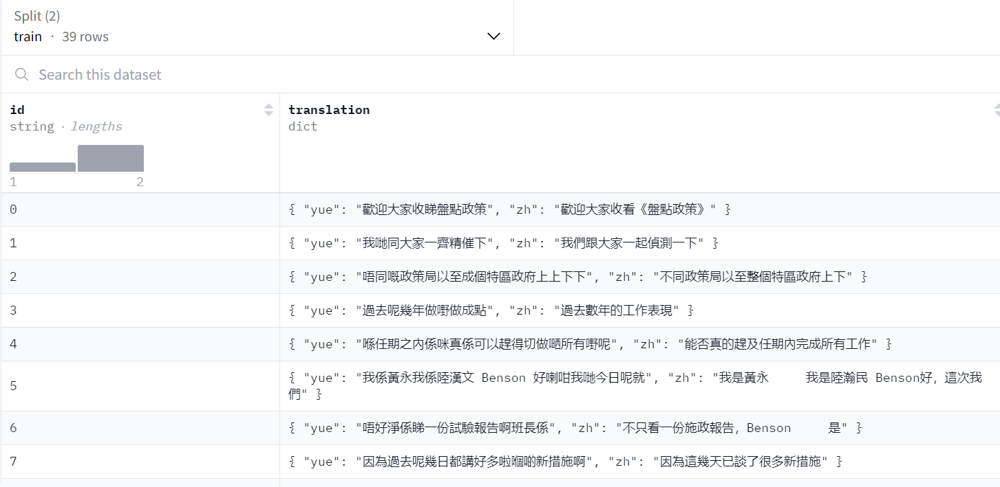 Split (2)
train · 39 rows
Search this dataset
id
string · lengths
1 2
translation
dict
0 { "yue": "歡迎大家收睇盤點政策", "zh": "歡迎大家收看《盤點政策》" }
1 { "yue": "我哋同大家一齊精催下", "zh": "我們跟大家一起偵測一下" }
2 { "yue": "唔同嘅政策局以至成個特區政府上上下下", "zh": "不同政策局以至整個特區政府上下" }
3 { "yue": "過去呢幾年做嘢做成點", "zh": "過去數年的工作表現" }
4 { "yue": "喺任期之内係咪真係可以趕得切做晒所有嘢呢", "zh": "能否真的趕及任期內完成所有工作" }
5 { "yue": "我係黃永我係陸漢文 Benson 好喇咁我哋今日呢就", "zh": "我是黃永 我是陸瀚民 Benson好, 這次我
們" }
6 { "yue": "唔好淨係睇一份試驗報告啊班長係", "zh": "不只看一份施政報告, Benson 是" }
7 { "yue": "因為過去呢幾日都講好多啦嗰啲新措施啊", "zh": "因為這幾天已談了很多新措施" }